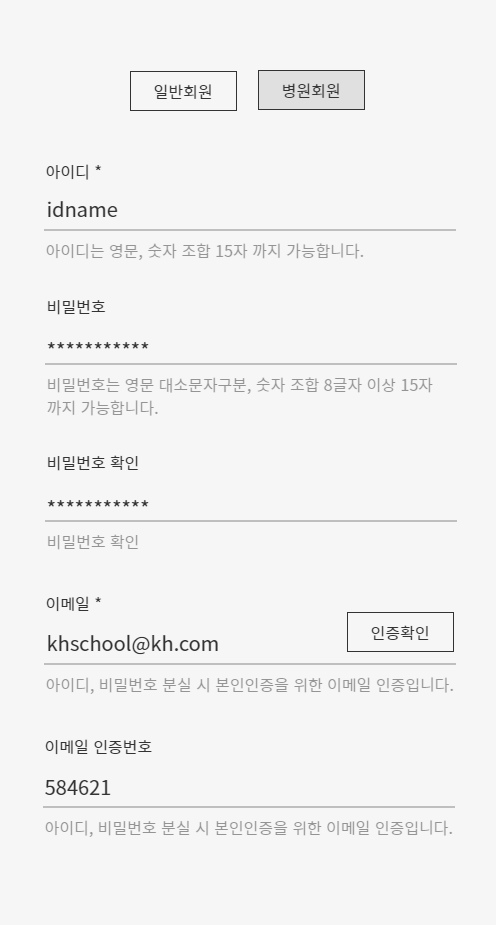 일반회원 병원회원
아이디 *
idname
아이디는 영문, 숫자 조합 15자 까지 가능합니다.
비밀번호
***********
비밀번호는 영문 대소문자구분, 숫자 조합 8글자 이상 15자
까지 가능합니다.
비밀번호 확인
***********
비밀번호 확인
이메일 *
khschool@kh.com 인증확인
아이디, 비밀번호 분실 시 본인인증을 위한 이메일 인증입니다.
이메일 인증번호
584621
아이디, 비밀번호 분실 시 본인인증을 위한 이메일 인증입니다.